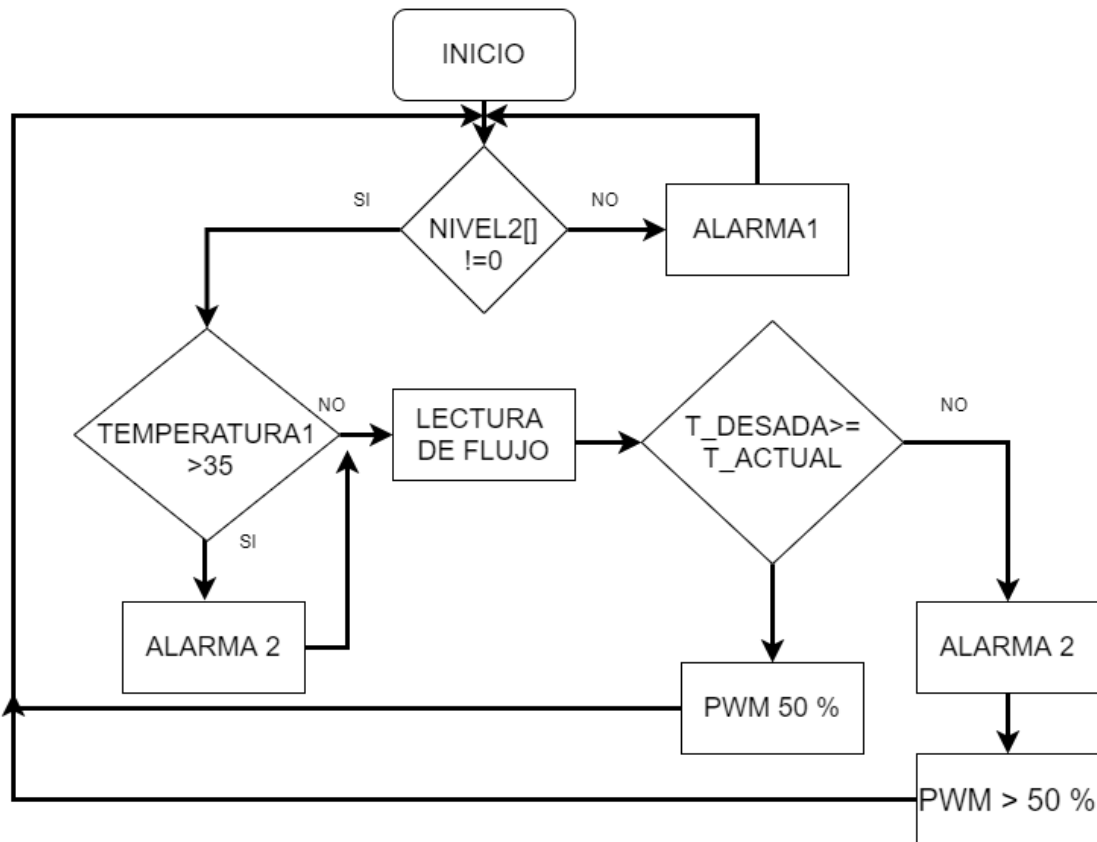 INICIO
SI
NO
NIVEL2[]
!=0
ALARMA1
TEMPERATURA1
>35
NO
SI
LECTURA
DE FLUJO
T_DESADA>=
T_ACTUAL
NO
ALARMA 2
ALARMA 2
PWM 50 %
PWM > 50 %